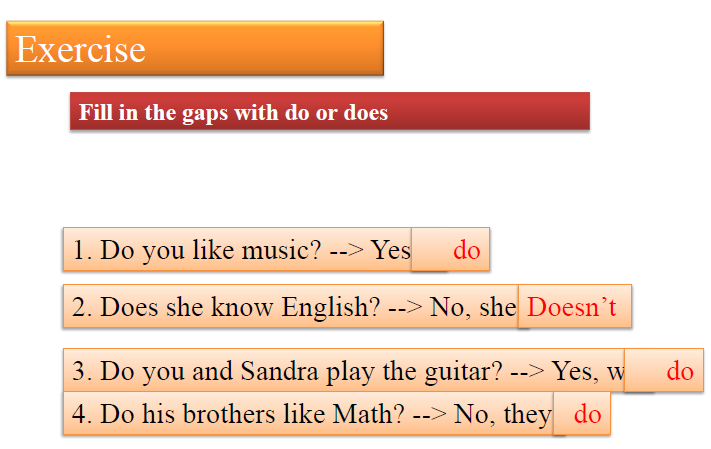 Exercise
Fill in the gaps with do or does
1. Do you like music? --> Yes do
2. Does she know English? --> No, she Doesn’t
3. Do you and Sandra play the guitar? --> Yes, w do
4. Do his brothers like Math? --> No, they do